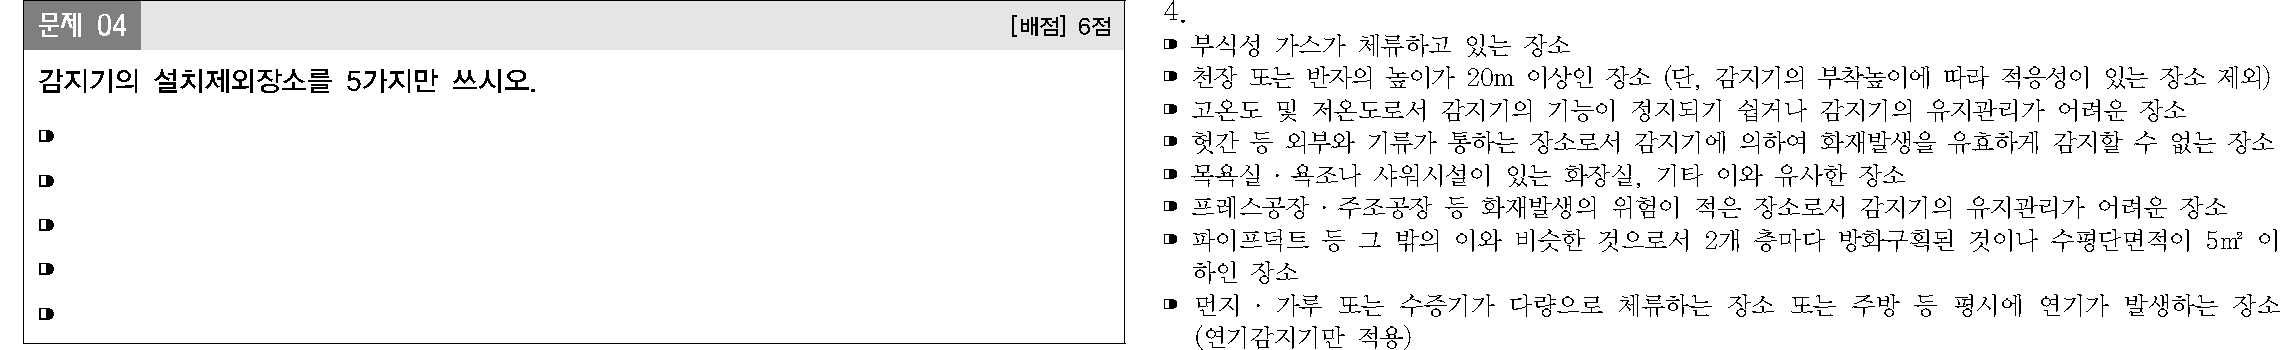 문제 04
[배점] 6점
감지기의 설치제외장소를 5가지만 쓰시오.
4.
부식성 가스가 체류하고 있는 장소
천장 또는 반자의 높이가 20m 이상인 장소 (단, 감지기의 부착높이에 따라 적응성이 있는 장소 제외)
고온도 및 저온도로서 감지기의 기능이 정지되기 쉽거나 감지기의 유지관리가 어려운 장소
헛간 등 외부와 기류가 통하는 장소로서 감지기에 의하여 화재발생을 유효하게 감지할 수 없는 장소
목욕실 · 욕조나 샤워시설이 있는 화장실, 기타 이와 유사한 장소
프레스공장 · 주조공장 등 화재발생의 위험이 적은 장소로서 감지기의 유지관리가 어려운 장소
파이프덕트 등 그 밖의 이와 비슷한 것으로서 2개 층마다 방화구획된 것이나 수평단면적이 5㎡ 이
하인 장소
먼지 · 가루 또는 수증기가 다량으로 체류하는 장소 또는 주방 등 평시에 연기가 발생하는 장소
(연기감지기만 적용)